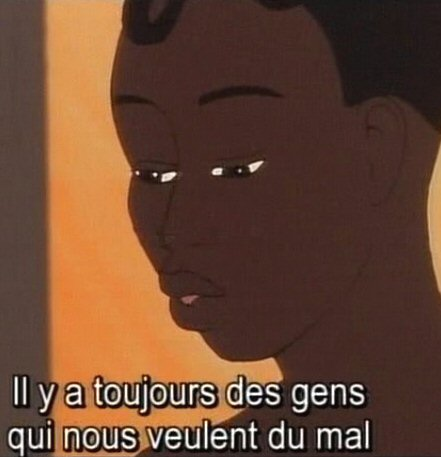 Il y a toujours des gens
qui nous veulent du mal